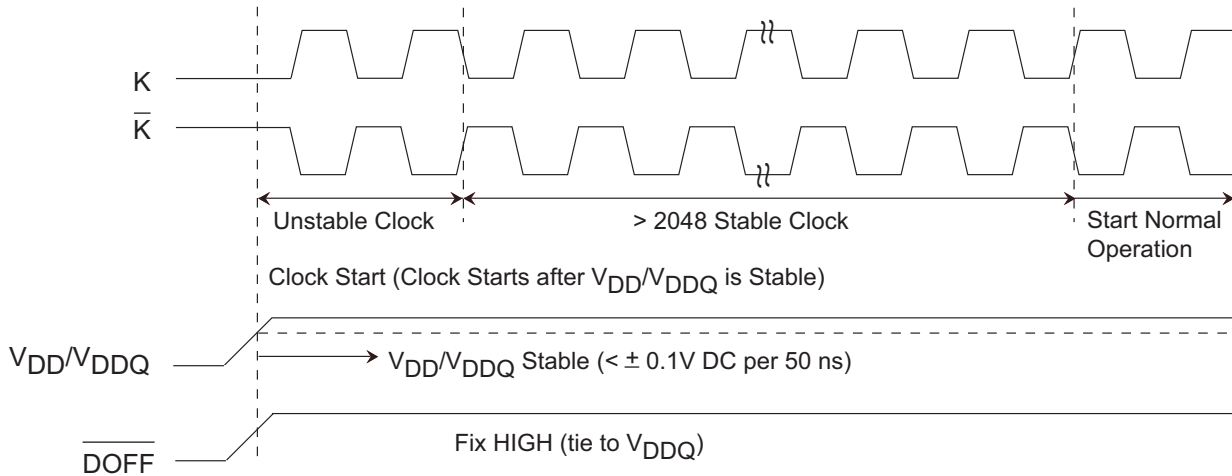 K
K̅
Unstable Clock
> 2048 Stable Clock
Start Normal
Operation
Clock Start (Clock Starts after VDD/VDDQ is Stable)
VDD/VDDQ
VDD/VDDQ Stable (< ± 0.1V DC per 50 ns)
Fix HIGH (tie to VDDQ)
D̅O̅F̅F̅